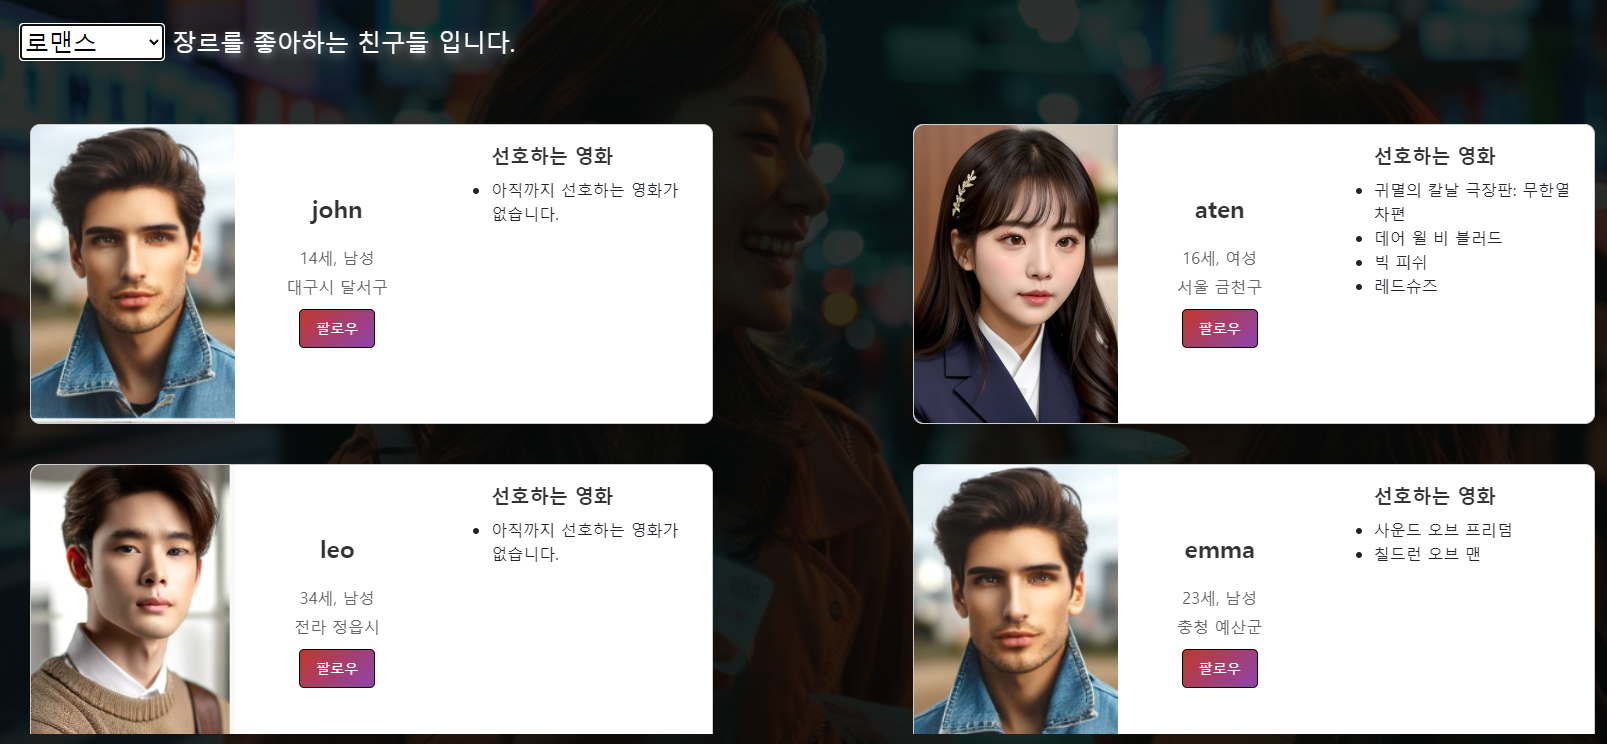 로맨스 장르를 좋아하는 친구들 입니다.
john
14세, 남성
대구시 달서구
팔로우
선호하는 영화
아직까지 선호하는 영화가
없습니다.
aten
16세, 여성
서울 금천구
팔로우
선호하는 영화
귀멸의 칼날 극장판: 무한열
차편
데어 윌 비 블러드
빅 피쉬
레드슈즈
leo
34세, 남성
전라 정읍시
팔로우
선호하는 영화
아직까지 선호하는 영화가
없습니다.
emma
23세, 남성
충청 예산군
팔로우
선호하는 영화
사운드 오브 프리덤
칠드런 오브 맨